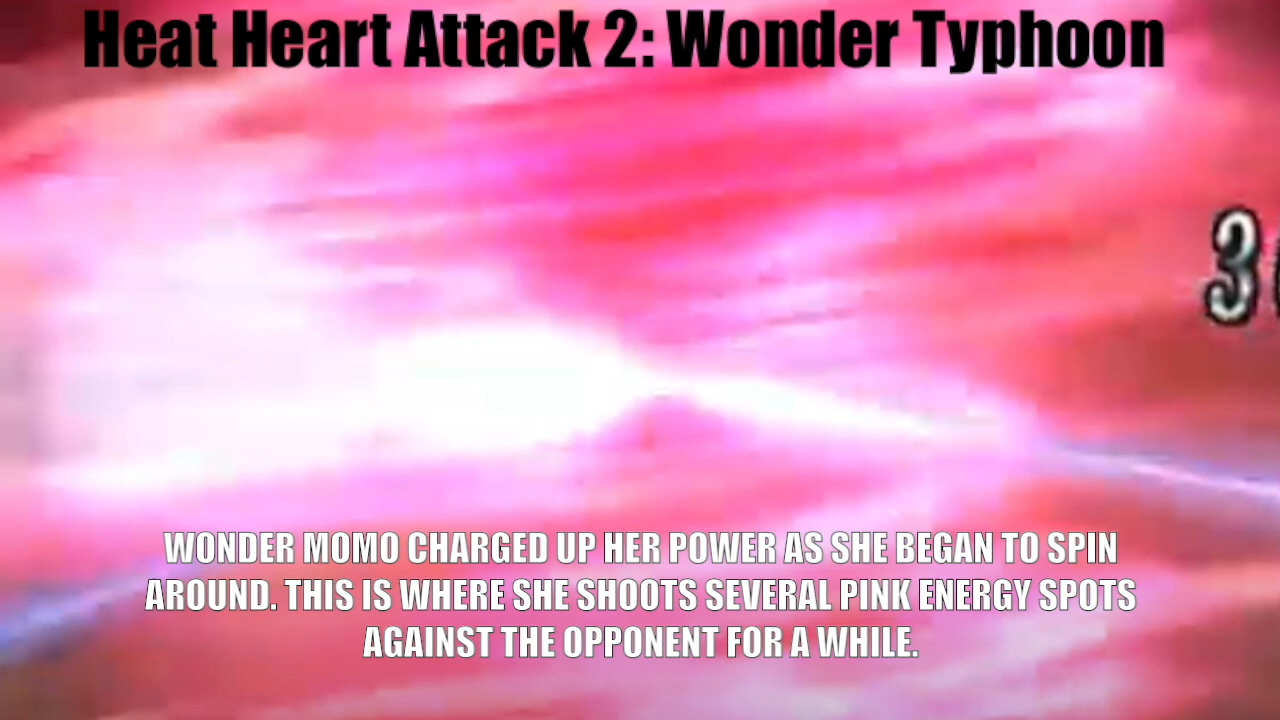 Heat Heart Attack 2: Wonder Typhoon
3
WONDER MOMO CHARGED UP HER POWER AS SHE BEGAN TO SPIN
AROUND. THIS IS WHERE SHE SHOOTS SEVERAL PINK ENERGY SPOTS
AGAINST THE OPPONENT FOR A WHILE.